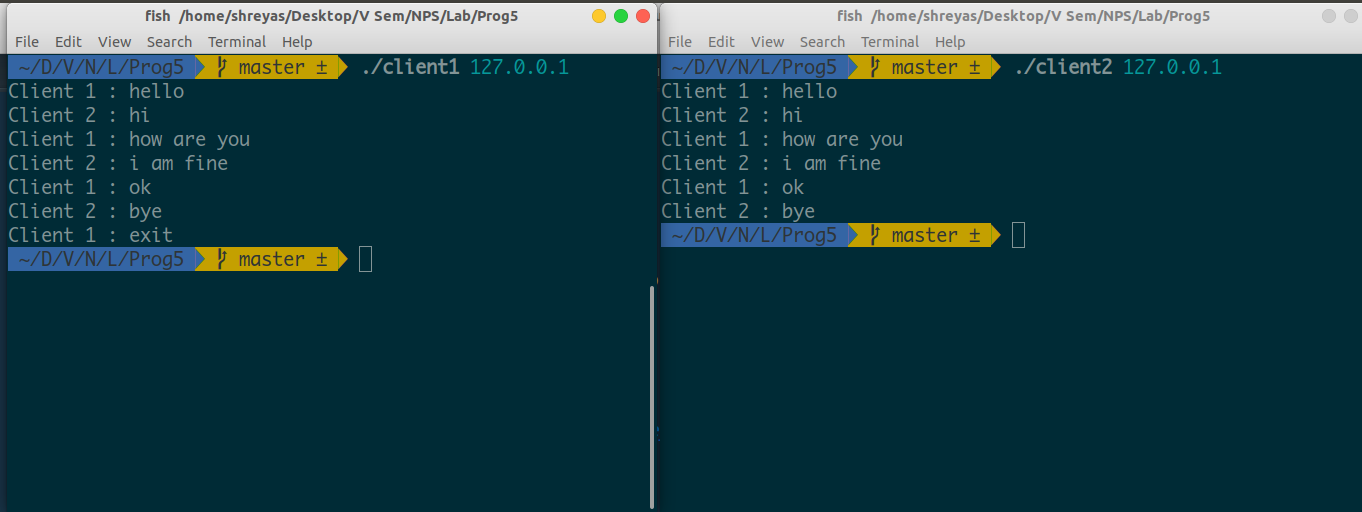 fish /home/shreyas/Desktop/V Sem/NPS/Lab/Prog5
File Edit View Search Terminal Help
~/D/V/N/L/Prog5 master ± ./client1 127.0.0.1
Client 1 : hello
Client 2 : hi
Client 1 : how are you
Client 2 : i am fine
Client 1 : ok
Client 2 : bye
Client 1 : exit
~/D/V/N/L/Prog5 master ±
fish /home/shreyas/Desktop/V Sem/NPS/Lab/Prog5
File Edit View Search Terminal Help
~/D/V/N/L/Prog5 master ± ./client2 127.0.0.1
Client 1 : hello
Client 2 : hi
Client 1 : how are you
Client 2 : i am fine
Client 1 : ok
Client 2 : bye
~/D/V/N/L/Prog5 master ±